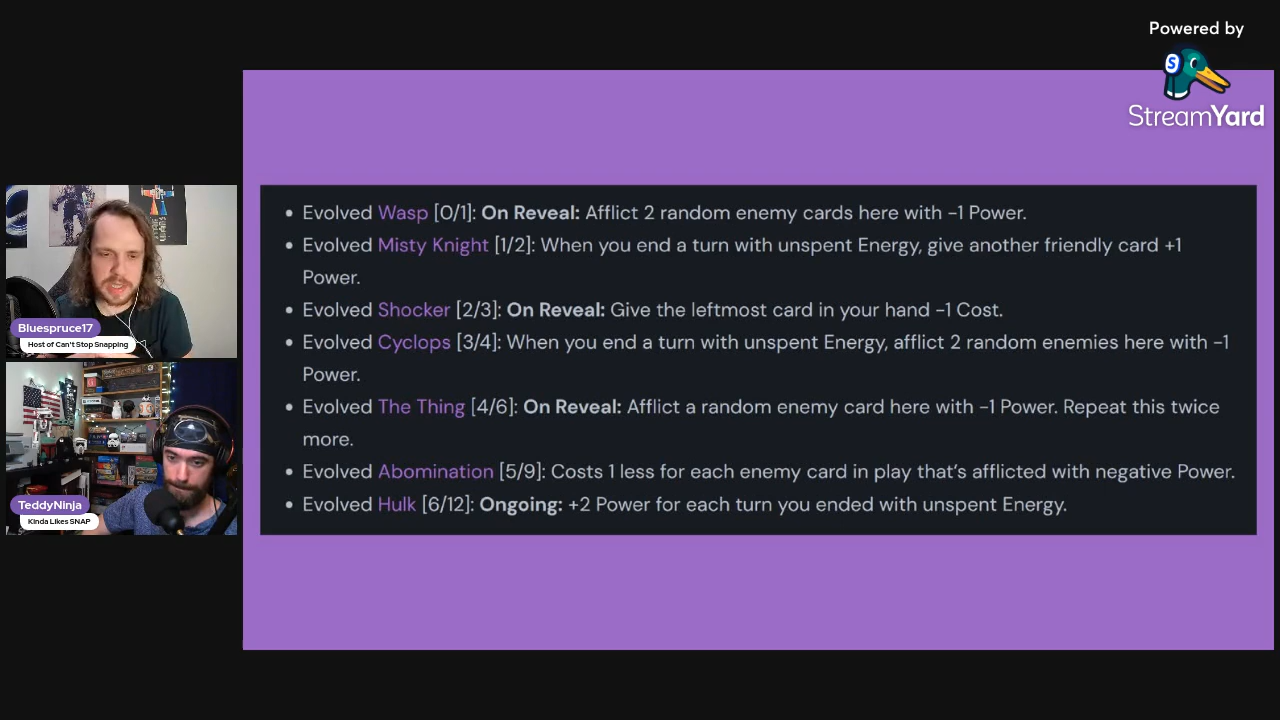 Powered by
StreamYard
• Evolved Wasp [0/1]: On Reveal: Afflict 2 random enemy cards here with -1 Power.
• Evolved Misty Knight [1/2]: When you end a turn with unspent Energy, give another friendly card +1
Power.
• Evolved Shocker [2/3]: On Reveal: Give the leftmost card in your hand -1 Cost.
• Evolved Cyclops [3/4]: When you end a turn with unspent Energy, afflict 2 random enemies here with -1
Power.
• Evolved The Thing [4/6]: On Reveal: Afflict a random enemy card here with -1 Power. Repeat this twice
more.
• Evolved Abomination [5/9]: Costs 1 less for each enemy card in play that’s afflicted with negative Power.
• Evolved Hulk [6/12]: Ongoing: +2 Power for each turn you ended with unspent Energy.
Bluespruce17
Host of Can't Stop Snapping
TeddyNinja
Kinda Likes SNAP